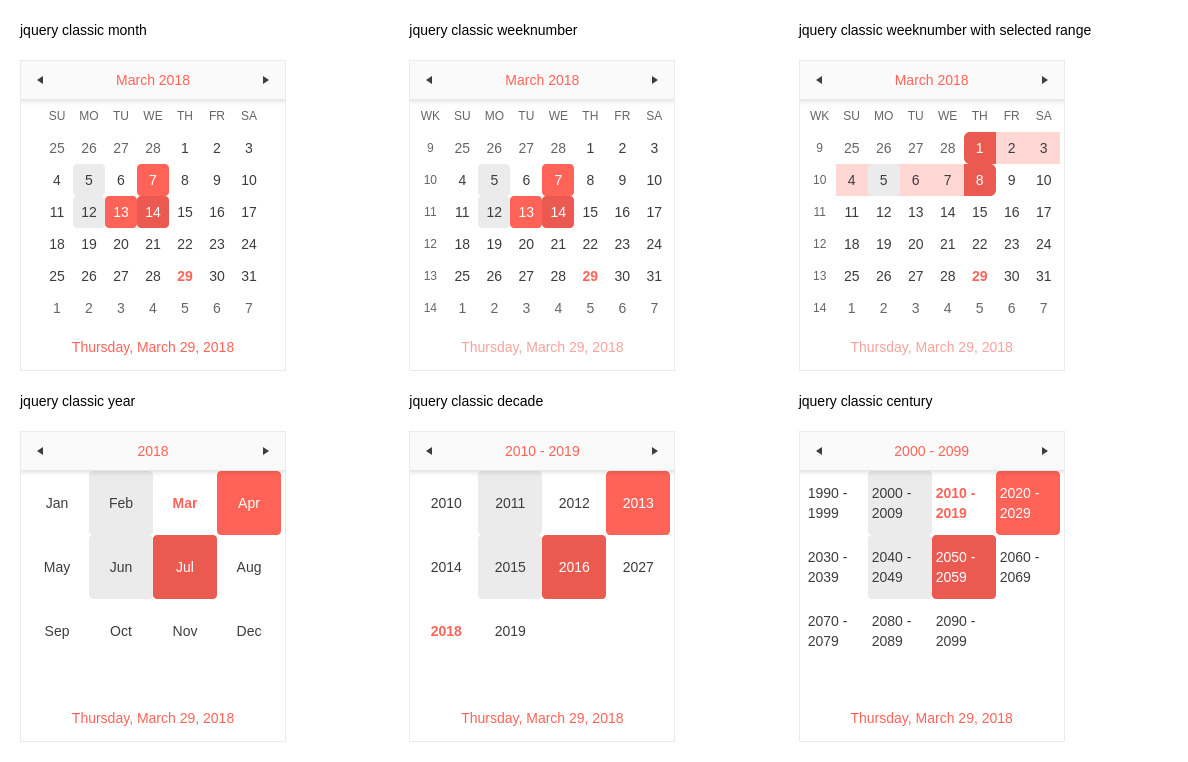 jquery classic month
March 2018
SU MO TU WE TH FR SA
25 26 27 28 1 2 3
4 5 6 7 8 9 10
11 12 13 14 15 16 17
18 19 20 21 22 23 24
25 26 27 28 29 30 31
1 2 3 4 5 6 7
Thursday, March 29, 2018
jquery classic weeknumber
March 2018
WK SU MO TU WE TH FR SA
9 25 26 27 28 1 2 3
10 4 5 6 7 8 9 10
11 11 12 13 14 15 16 17
12 18 19 20 21 22 23 24
13 25 26 27 28 29 30 31
14 1 2 3 4 5 6 7
Thursday, March 29, 2018
jquery classic weeknumber with selected range
March 2018
WK SU MO TU WE TH FR SA
9 25 26 27 28 1 2 3
10 4 5 6 7 8 9 10
11 11 12 13 14 15 16 17
12 18 19 20 21 22 23 24
13 25 26 27 28 29 30 31
14 1 2 3 4 5 6 7
Thursday, March 29, 2018
jquery classic year
2018
Jan Feb Mar Apr
May Jun Jul Aug
Sep Oct Nov Dec
Thursday, March 29, 2018
jquery classic decade
2010 - 2019
2010 2011 2012 2013
2014 2015 2016 2027
2018 2019
Thursday, March 29, 2018
jquery classic century
2000 - 2099
1990 - 2000 - 2010 - 2020 -
1999 2009 2019 2029
2030 - 2040 - 2050 - 2060 -
2039 2049 2059 2069
2070 - 2080 - 2090 -
2079 2089 2099
Thursday, March 29, 2018